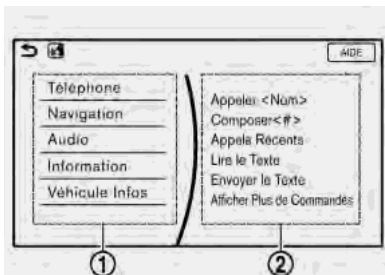 AIDE
Téléphone
Navigation
Audio
Information
Véhicule Infos
Appeler <Nom>
Composer<#>
Appels Récents
Lire le Texte
Envoyer le Texte
Afficher Plus de Commandes
1
2